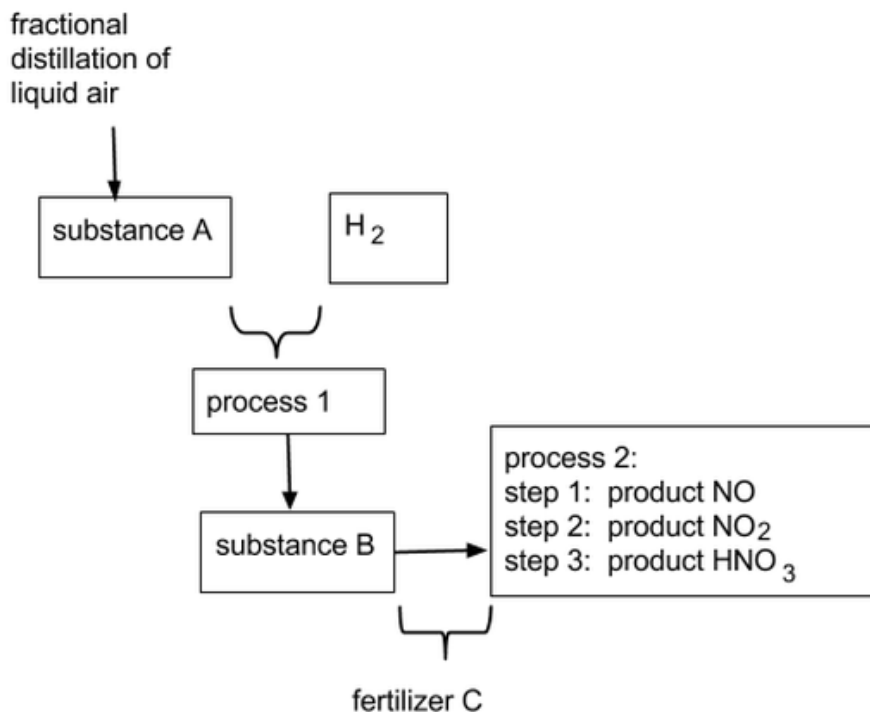 fractional
distillation of
liquid air
substance A
H₂
process 1
process 2:
step 1: product NO
step 2: product NO₂
step 3: product HNO₃
substance B
fertilizer C